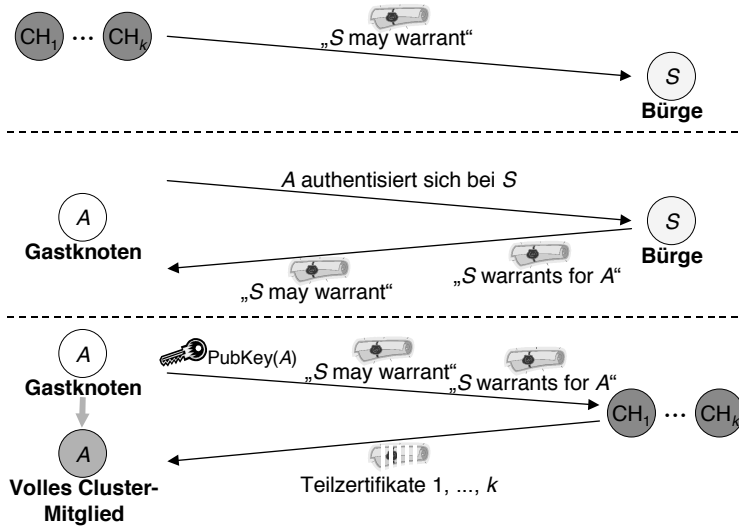 CH1 ... CHk
„S may warrant“
S
Bürge
A authentisiert sich bei S
A
Gastknoten
S
Bürge
„S may warrant“
„S warrants for A“
A
Gastknoten
PubKey(A)
„S may warrant“
„S warrants for A“
CH1 ... CHk
A
Volles Cluster-
Mitglied
Teilzertifikate 1, ..., k